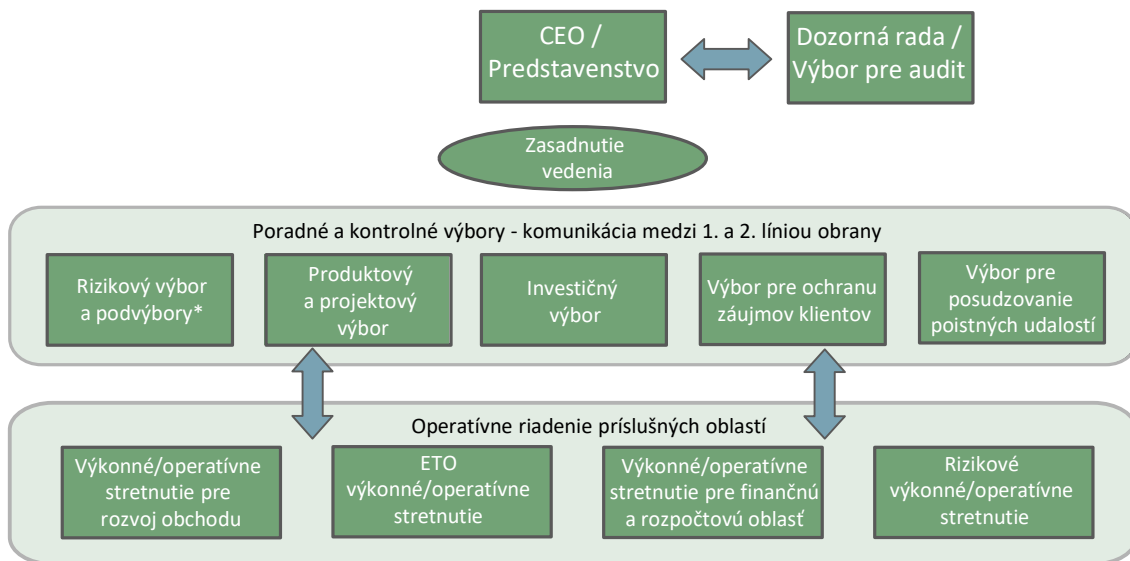 CEO /
Predstavenstvo
Dozorná rada /
Výbor pre audit
Zasadnutie
vedenia
Poradné a kontrolné výbory - komunikácia medzi 1. a 2. líniou obrany
Rizikový výbor
a podvýbory*
Produktový
a projektový
výbor
Investičný
výbor
Výbor pre ochranu
záujmov klientov
Výbor pre
posudzovanie
poistných udalostí
Operatívne riadenie príslušných oblastí
Výkonné/operatívne
stretnutie pre
rozvoj obchodu
ETO
výkonné/operatívne
stretnutie
Výkonné/operatívne
stretnutie pre finančnú
a rozpočtovú oblasť
Rizikové
výkonné/operatívne
stretnutie